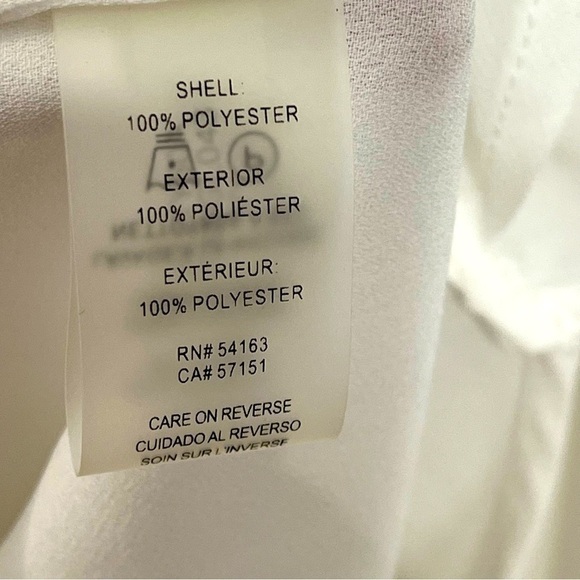 SHELL:
100% POLYESTER
EXTERIOR
100% POLIÉSTER
EXTÉRIEUR:
100% POLYESTER
RN# 54163
CA# 57151
CARE ON REVERSE
CUIDADO AL REVERSO
SOIN SUR L'INVERSE